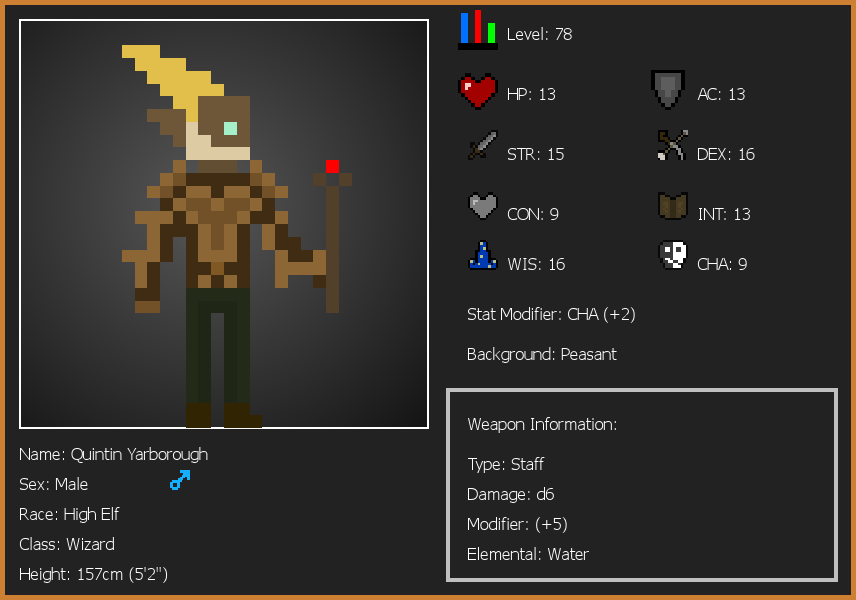 Level: 78
HP: 13
AC: 13
STR: 15
DEX: 16
CON: 9
INT: 13
WIS: 16
CHA: 9
Stat Modifier: CHA (+2)
Background: Peasant
Weapon Information:
Type: Staff
Damage: d6
Modifier: (+5)
Elemental: Water
Name: Quintin Yarborough
Sex: Male
Race: High Elf
Class: Wizard
Height: 157cm (5'2")